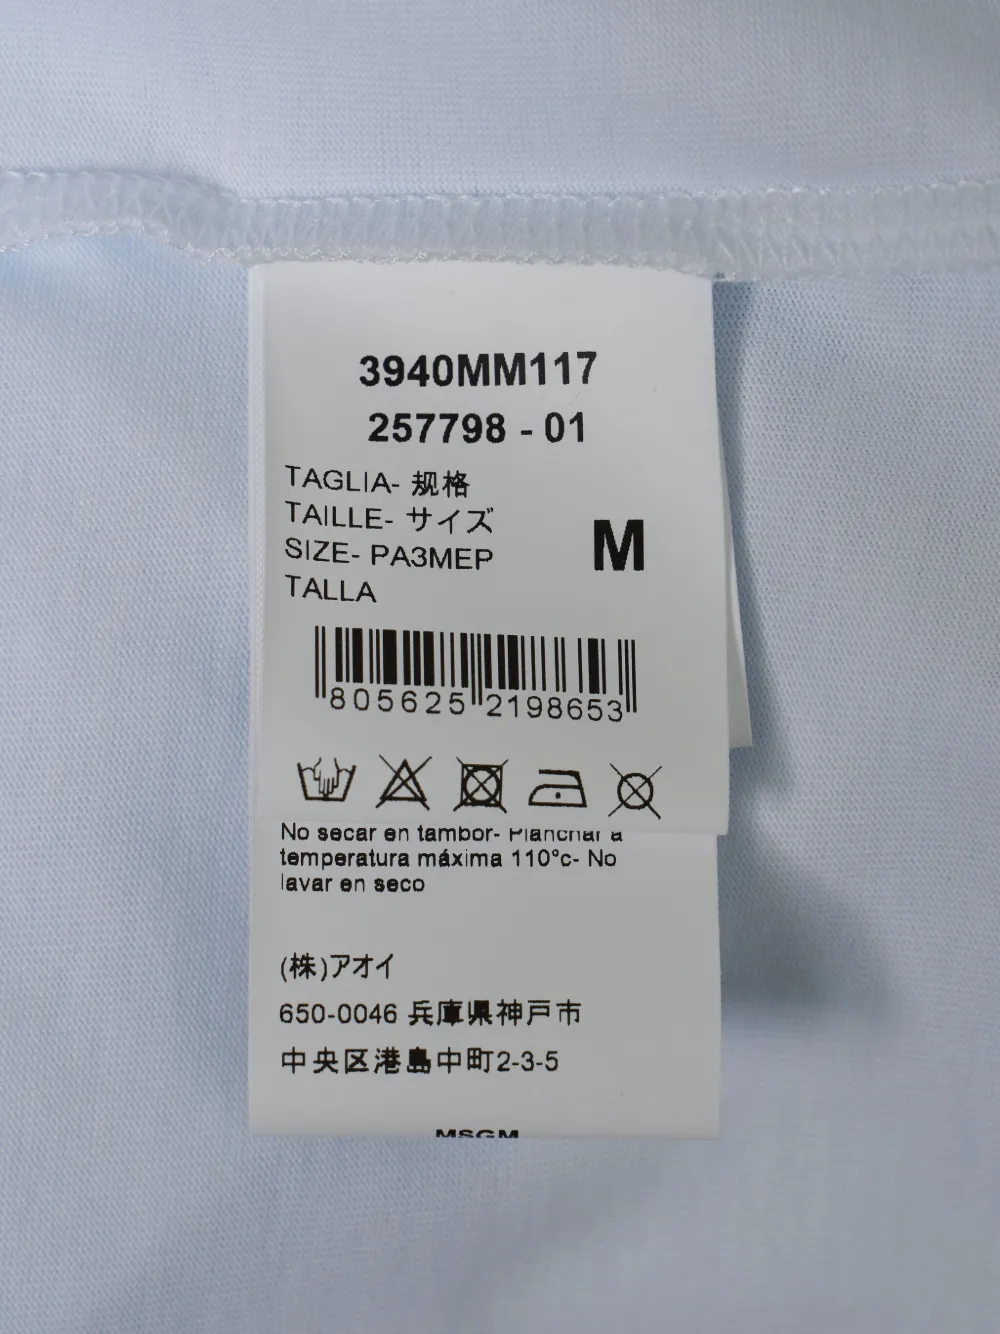 3940MM117
257798 - 01
TAGLIA- 规格
TAILLE- サイズ
SIZE- PA3MEP
TALLA
M
805625 2198653
No secar en tambor- Planchar a
temperatura máxima 110°c- No
lavar en seco
(株)アオイ
650-0046 兵庫県神戸市
中央区港島中町2-3-5
MSGM